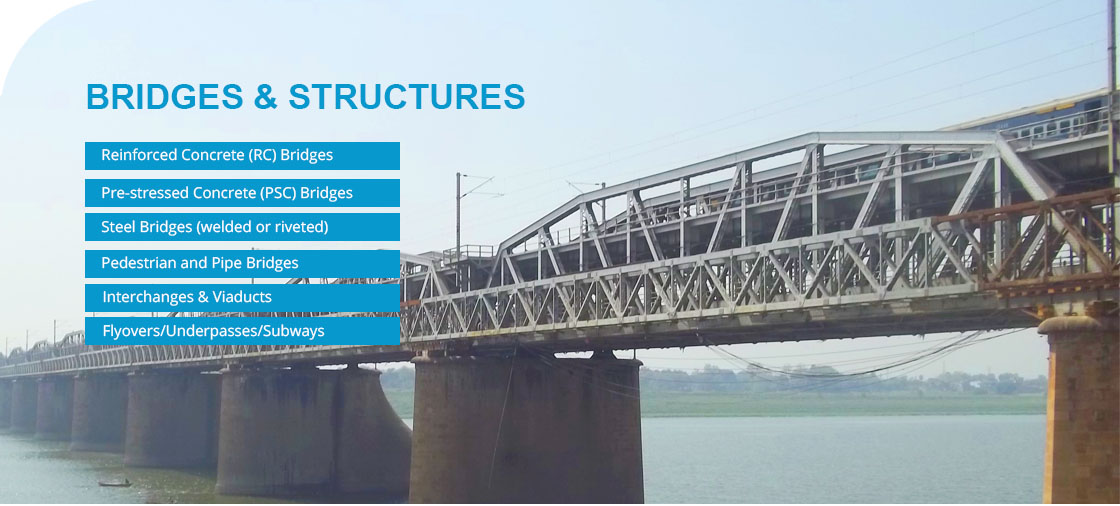 BRIDGES & STRUCTURES
Reinforced Concrete (RC) Bridges
Pre-stressed Concrete (PSC) Bridges
Steel Bridges (welded or riveted)
Pedestrian and Pipe Bridges
Interchanges & Viaducts
Flyovers/Underpasses/Subways